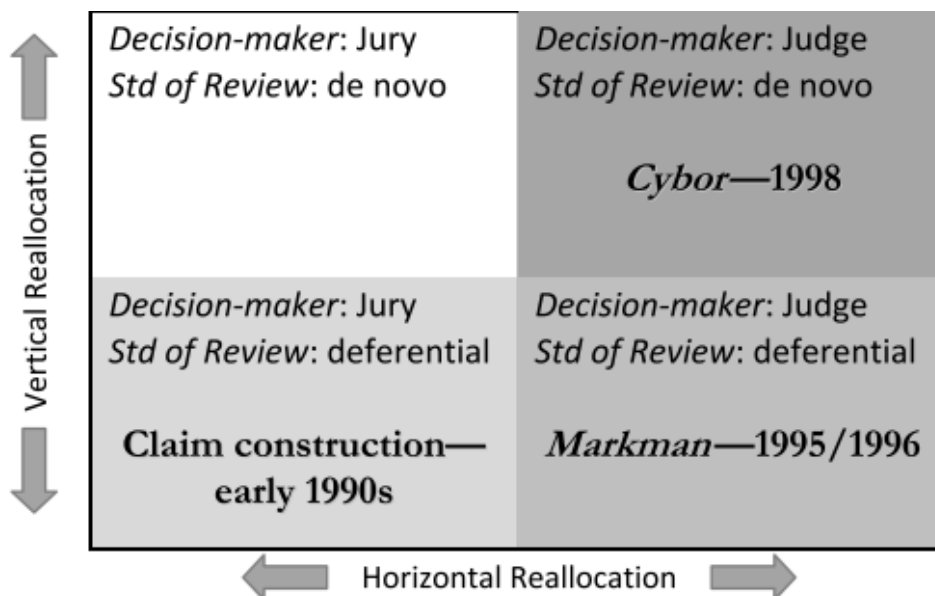 Vertical Reallocation
Decision-maker: Jury
Std of Review: de novo
Decision-maker: Judge
Std of Review: de novo
Cybor—1998
Decision-maker: Jury
Std of Review: deferential
Claim construction—
early 1990s
Decision-maker: Judge
Std of Review: deferential
Markman—1995/1996
Horizontal Reallocation